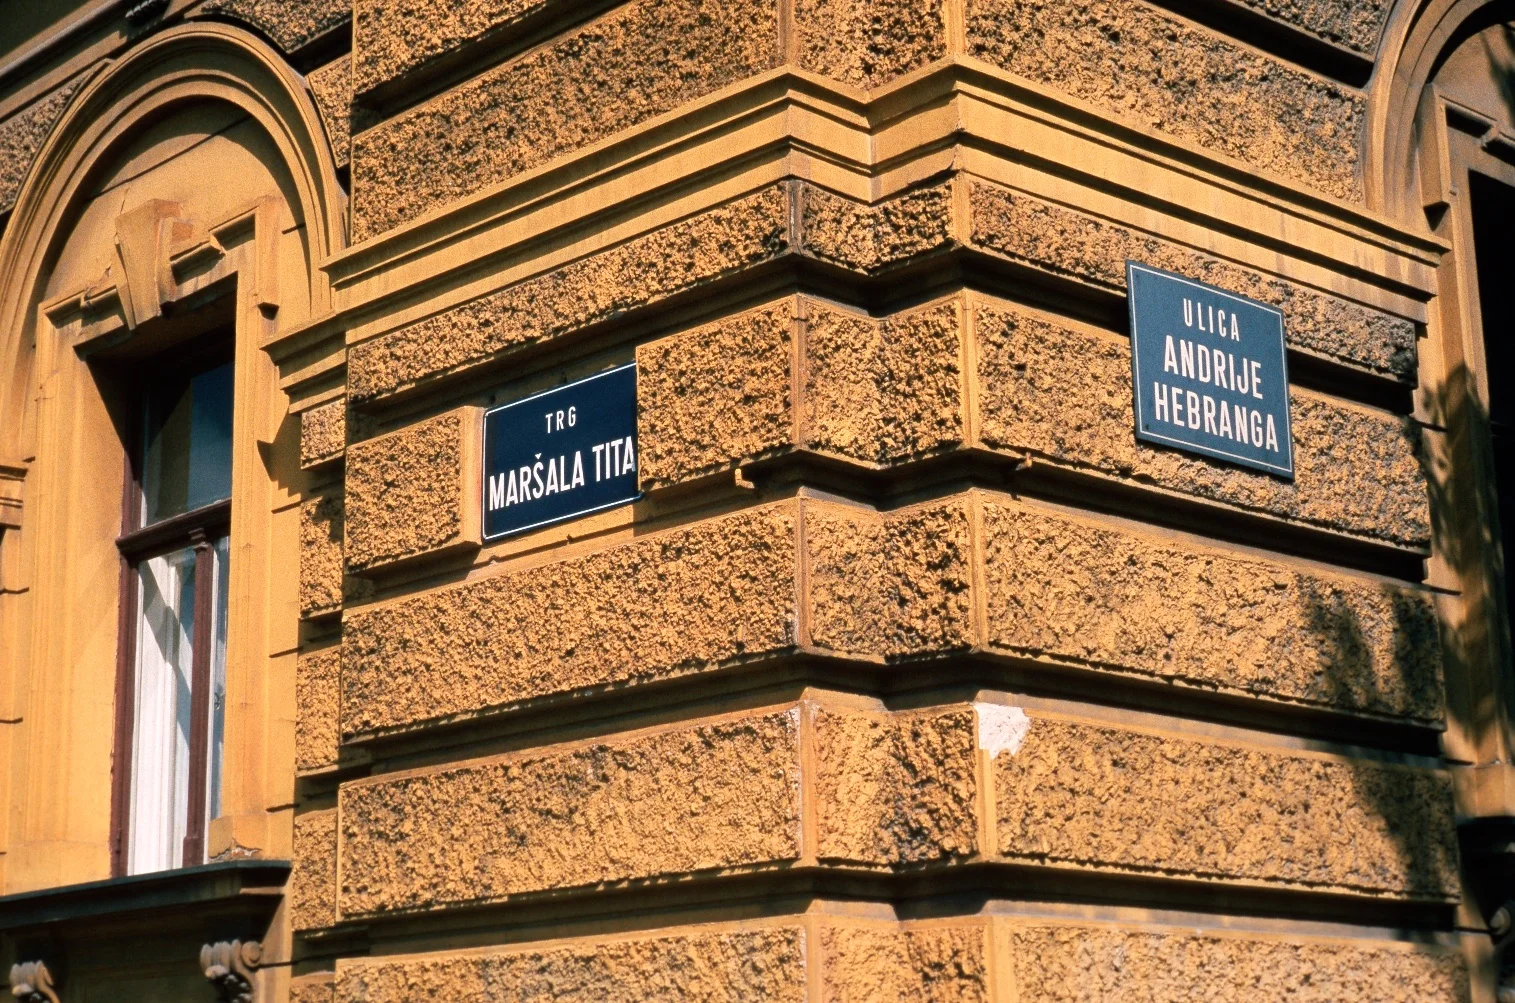 TRG
MARŠALA TITA
ULICA
ANDRIJE
HEBRANGA